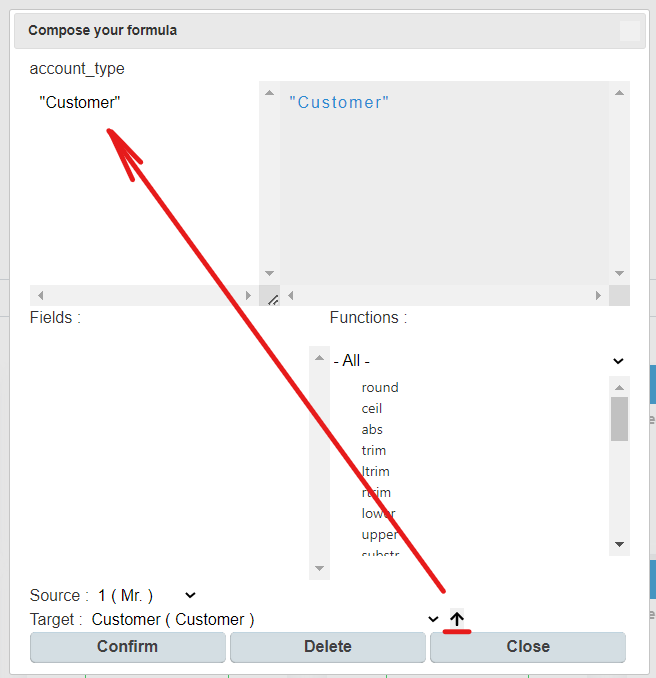 Compose your formula
account_type
"Customer"
"Customer"
Fields :
Functions :
- All -
round
ceil
abs
trim
ltrim
rtrim
lower
upper
substr
Source : 1 ( Mr. )
Target : Customer ( Customer )
Confirm
Delete
Close